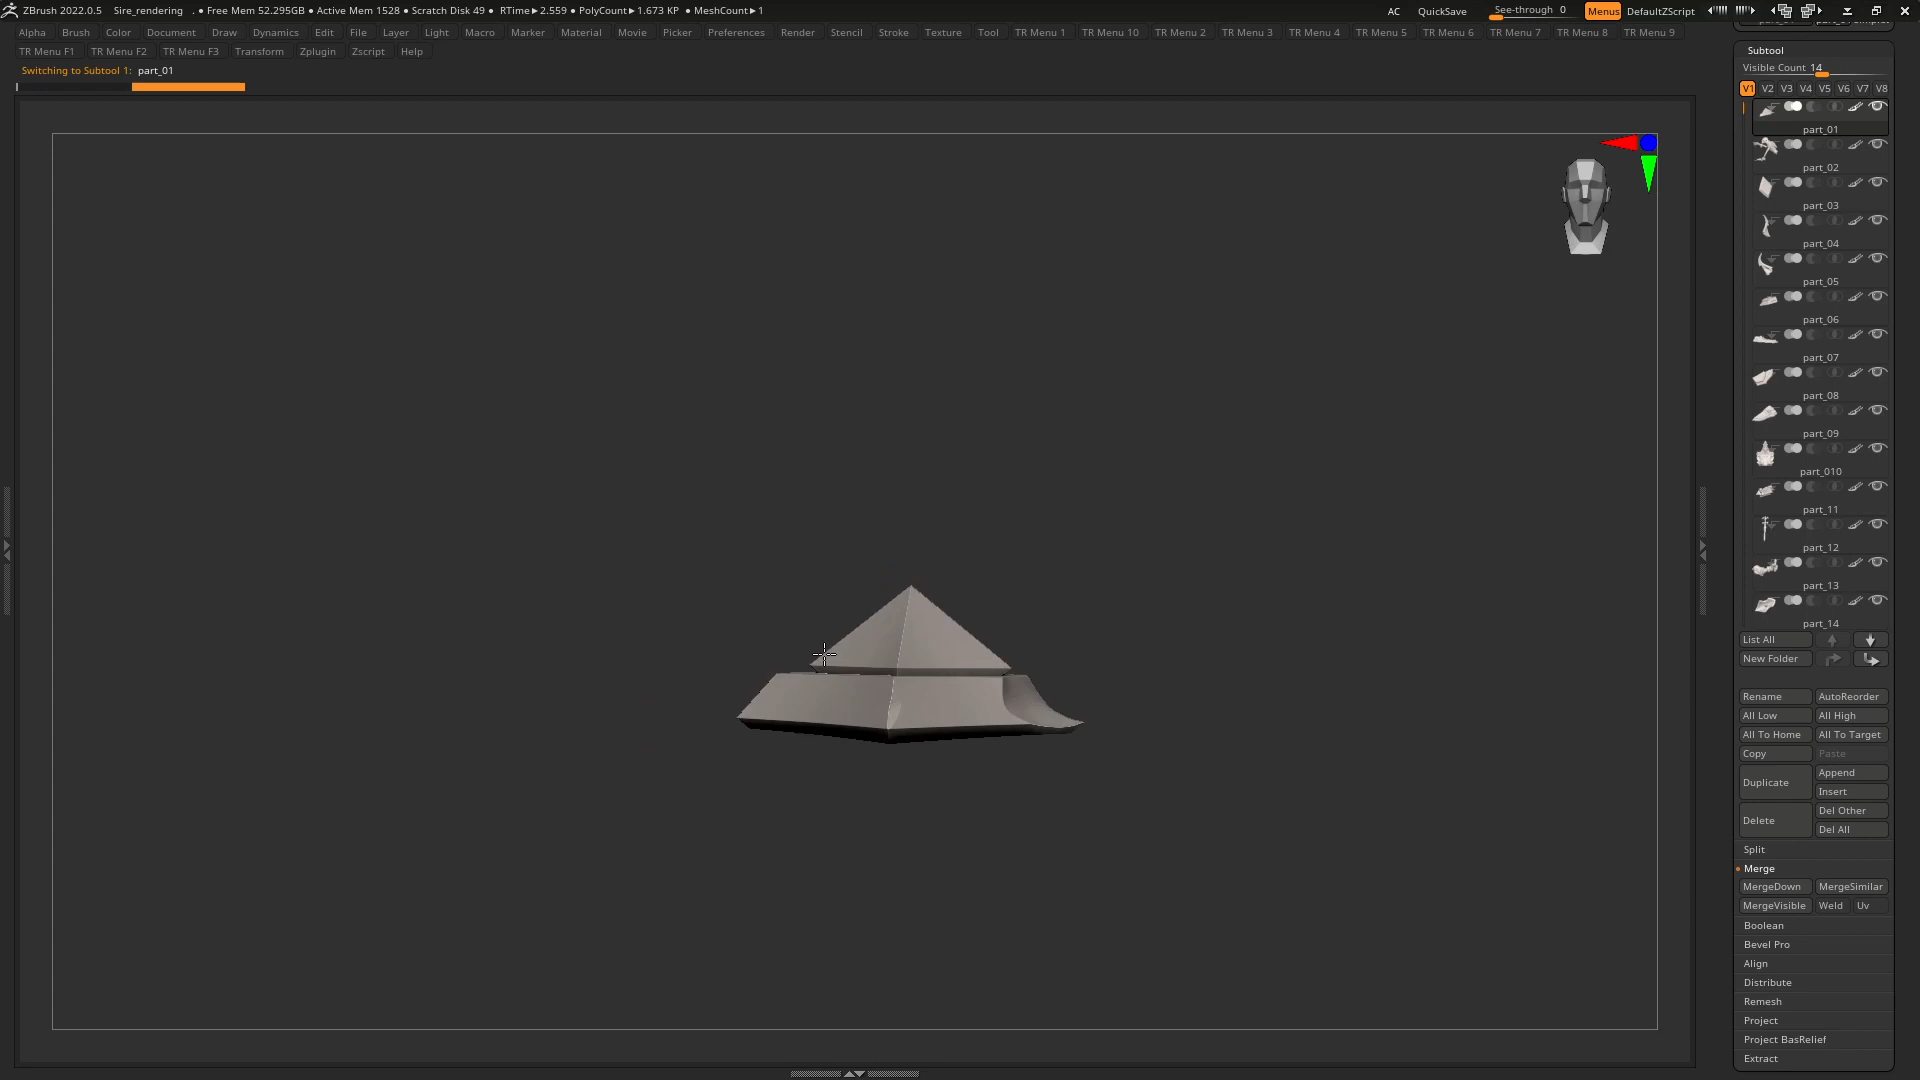 ZBrush 2022.0.5 Sire_rendering . • Free Mem 52.295GB • Active Mem 1528 • Scratch Disk 49 • RTime▸2.559 • PolyCount▸1.673 KP • MeshCount▸1 AC QuickSave See-through 0 Menus DefaultZScript
Alpha Brush Color Document Draw Dynamics Edit File Layer Light Macro Marker Material Movie Picker Preferences Render Stencil Stroke Texture Tool TR Menu 1 TR Menu 10 TR Menu 2 TR Menu 3 TR Menu 4 TR Menu 5 TR Menu 6 TR Menu 7 TR Menu 8 TR Menu 9
TR Menu F1 TR Menu F2 TR Menu F3 Transform Zplugin Zscript Help
Switching to Subtool 1: part_01
Subtool
Visible Count 14
V1 V2 V3 V4 V5 V6 V7 V8
part_01
part_02
part_03
part_04
part_05
part_06
part_07
part_08
part_09
part_010
part_11
part_12
part_13
part_14
List All
New Folder
Rename AutoReorder
All Low All High
All To Home All To Target
Copy Paste
Duplicate Append
Insert
Delete Del Other
Del All
Split
Merge
MergeDown MergeSimilar
MergeVisible Weld Uv
Boolean
Bevel Pro
Align
Distribute
Remesh
Project
Project BasRelief
Extract